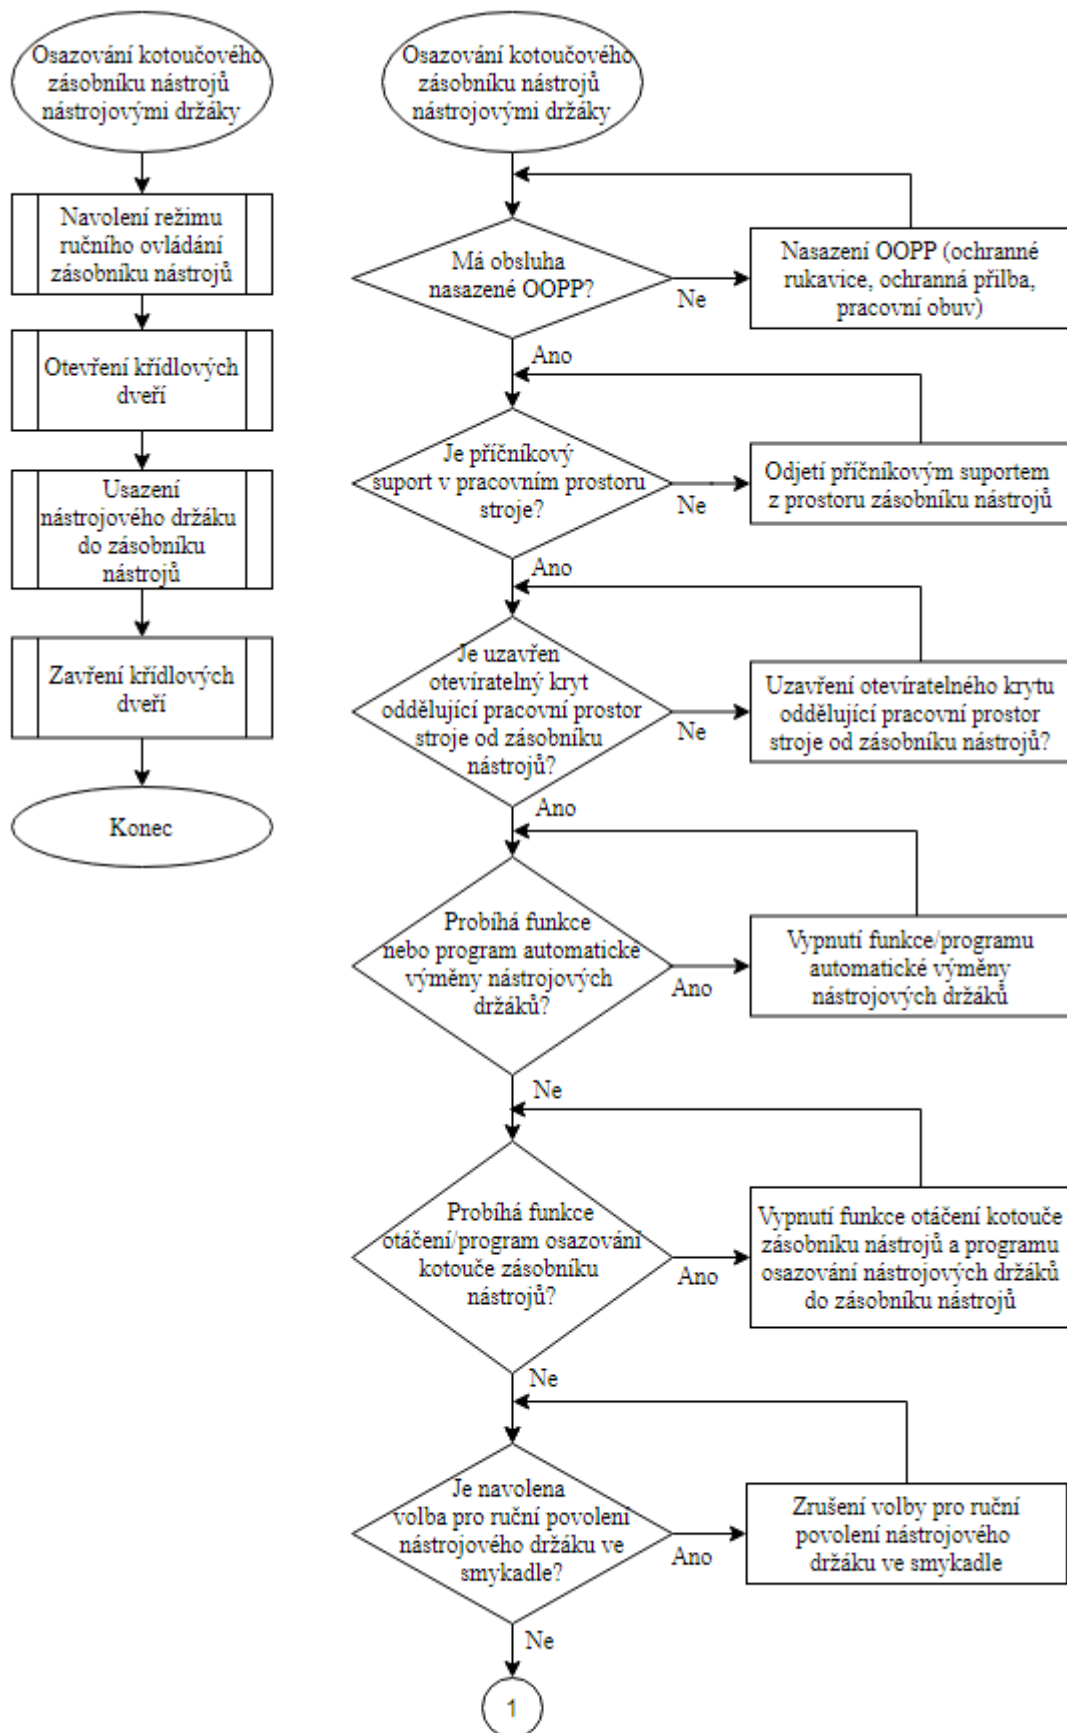 Osazování kotoučového
zásobníku nástrojů
nástrojovými držáky
Navolení režimu
ručního ovládání
zásobníku nástrojů
Otevření křídlových
dveří
Usazení
nástrojového držáku
do zásobníku
nástrojů
Zavření křídlových
dveří
Konec
Osazování kotoučového
zásobníku nástrojů
nástrojovými držáky
Má obsluha
nasazené OOPP?
Ne
Nasazení OOPP (ochranné
rukavice, ochranná přilba,
pracovní obuv)
Ano
Je příčníkový
suport v pracovním prostoru
stroje?
Ne
Odjetí příčníkovým suportem
z prostoru zásobníku nástrojů
Ano
Je uzavřen
otevíratelný kryt
oddělující pracovní prostor
stroje od zásobníku
nástrojů?
Ne
Uzavření otevíratelného krytu
oddělující pracovní prostor
stroje od zásobníku nástrojů?
Ano
Probíhá funkce
nebo program automatické
výměny nástrojových
držáků?
Ano
Vypnutí funkce/programu
automatické výměny
nástrojových držáků
Ne
Probíhá funkce
otáčení/program osazování
kotouče zásobníku
nástrojů?
Ano
Vypnutí funkce otáčení kotouče
zásobníku nástrojů a programu
osazování nástrojových držáků
do zásobníku nástrojů
Ne
Je navolena
volba pro ruční povolení
nástrojového držáku ve
smykadle?
Ano
Zrušení volby pro ruční
povolení nástrojového
držáku ve smykadle
Ne
1